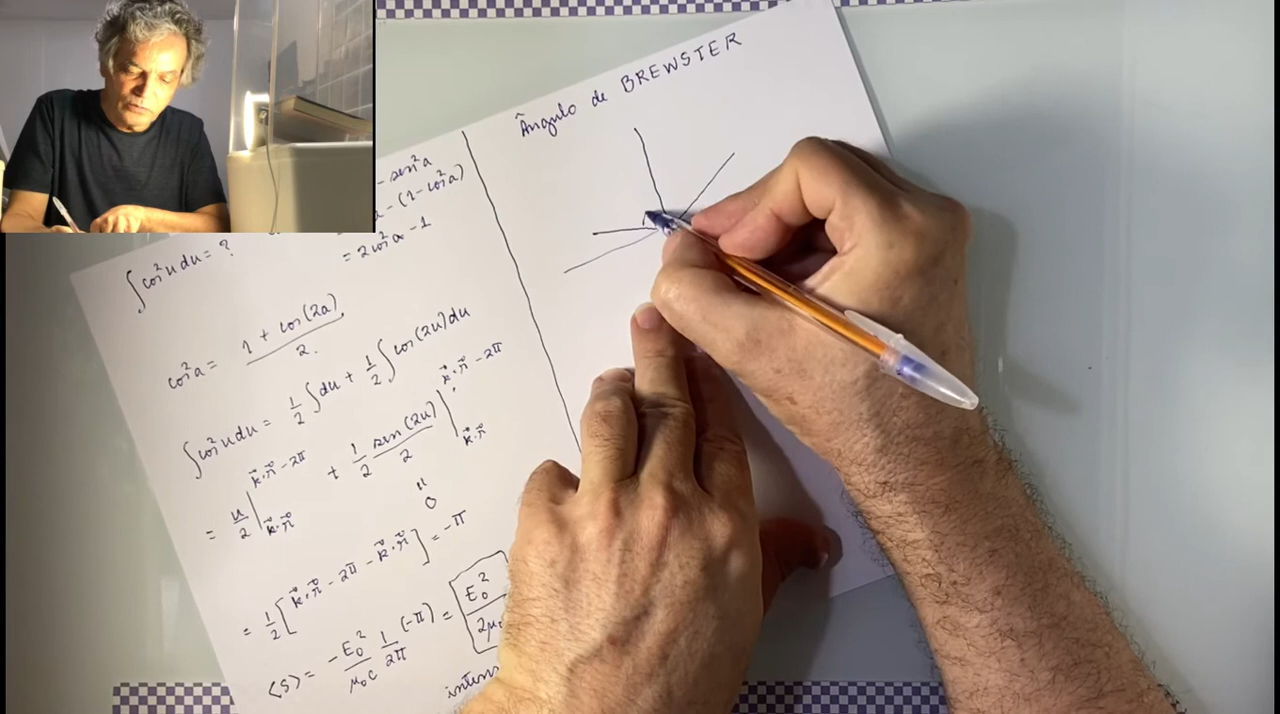 - sen²a
- (1 - cos²a)
= 2cos²a - 1
∫cos²u du = ?
cos²a = 1 + cos(2a) / 2
∫cos²u du = 1/2 ∫du + 1/2 ∫cos(2u)du
= u/2 |_{k⃗·r⃗}^{k⃗·r⃗ - 2π} + 1/2 sen(2u)/2 |_{k⃗·r⃗}^{k⃗·r⃗ - 2π}
" 0
= 1/2 [k⃗·r⃗ - 2π - k⃗·r⃗] = -π
⟨S⟩ = -E₀²/μ₀c 1/2π (-π) = E₀²/2μ₀
Ângulo de BREWSTER